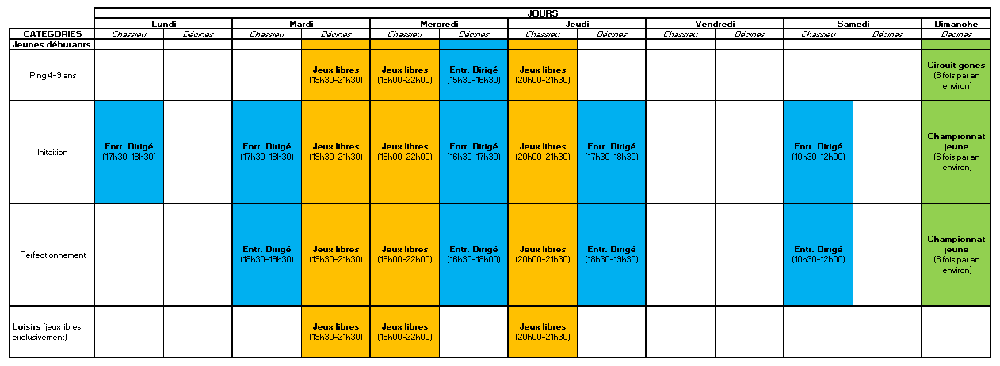 JOURS
Lundi Mardi Mercredi Jeudi Vendredi Samedi Dimanche
CATEGORIES Chassieu Décines Chassieu Décines Chassieu Décines Chassieu Décines Chassieu Décines Chassieu Décines Décines
Jeunes débutants
Ping 4-9 ans
Jeux libres
(19h30-21h30)
Jeux libres
(18h00-22h00)
Entr. Dirigé
(15h30-16h30)
Jeux libres
(20h00-21h30)
Circuit gones
(6 fois par an
environ)
Initaition
Entr. Dirigé
(17h30-18h30)
Entr. Dirigé
(17h30-18h30)
Jeux libres
(19h30-21h30)
Jeux libres
(18h00-22h00)
Entr. Dirigé
(16h30-17h30)
Jeux libres
(20h00-21h30)
Entr. Dirigé
(17h30-18h30)
Entr. Dirigé
(10h30-12h00)
Championnat
jeune
(6 fois par an
environ)
Perfectionnement
Entr. Dirigé
(18h30-19h30)
Jeux libres
(19h30-21h30)
Jeux libres
(18h00-22h00)
Entr. Dirigé
(16h30-18h00)
Jeux libres
(20h00-21h30)
Entr. Dirigé
(18h30-19h30)
Entr. Dirigé
(10h30-12h00)
Championnat
jeune
(6 fois par an
environ)
Loisirs (jeux libres
exclusivement)
Jeux libres
(19h30-21h30)
Jeux libres
(18h00-22h00)
Jeux libres
(20h00-21h30)